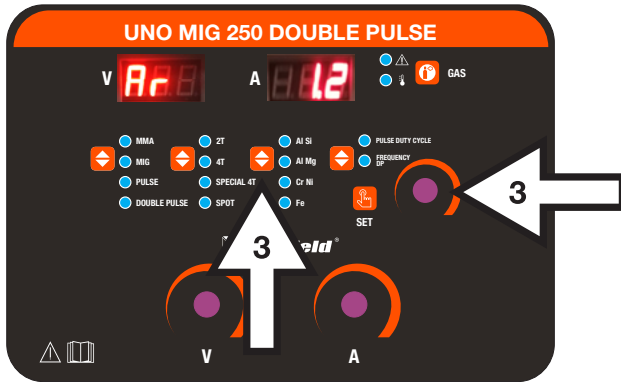 UNO MIG 250 DOUBLE PULSE
V Ar A 1.2 GAS
MMA 2T Al Si PULSE DUTY CYCLE
MIG 4T Al Mg FREQUENCY DP
PULSE SPECIAL 4T Cr Ni
DOUBLE PULSE SPOT Fe
SET
3
3
V A